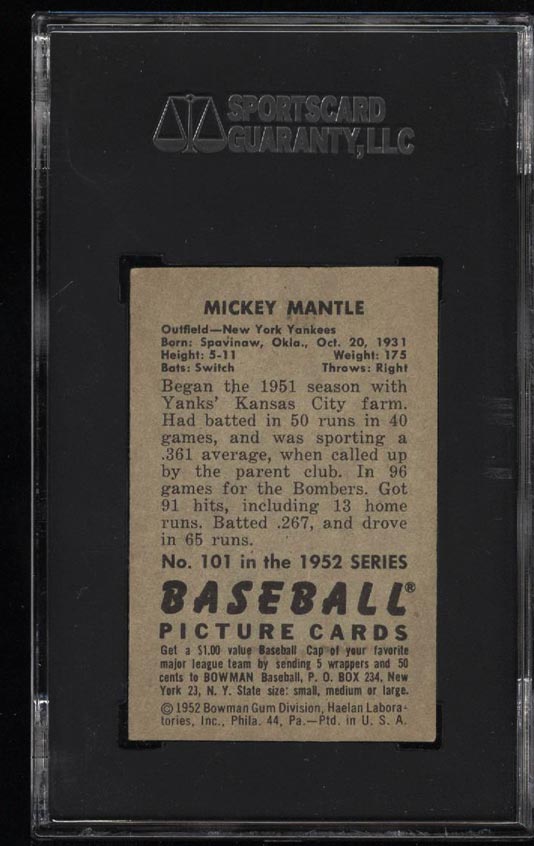 SPORTSCARD
GUARANTY, LLC
MICKEY MANTLE
Outfield—New York Yankees
Born: Spavinaw, Okla., Oct. 20, 1931
Height: 5-11 Weight: 175
Bats: Switch Throws: Right
Began the 1951 season with
Yanks' Kansas City farm.
Had batted in 50 runs in 40
games, and was sporting a
.361 average, when called up
by the parent club. In 96
games for the Bombers. Got
91 hits, including 13 home
runs. Batted .267, and drove
in 65 runs.
No. 101 in the 1952 SERIES
BASEBALL®
PICTURE CARDS
Get a $1.00 value Baseball Cap of your favorite
major league team by sending 5 wrappers and 50
cents to BOWMAN Baseball, P. O. BOX 234, New
York 23, N. Y. State size: small, medium or large.
© 1952 Bowman Gum Division, Haelan Labora-
tories, Inc., Phila. 44, Pa.—Ptd. in U. S. A.